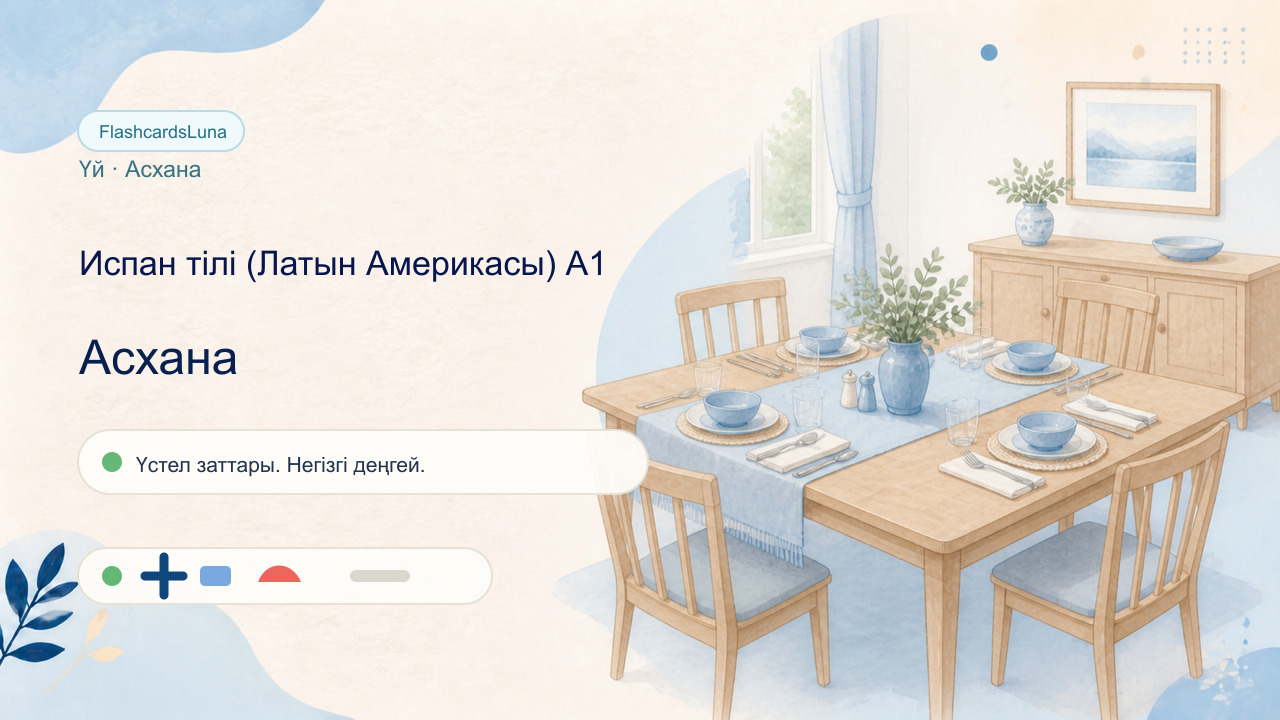 FlashcardsLuna
Үй · Асхана
Испан тілі (Латын Америкасы) A1
Асхана
Үстел заттары. Негізгі деңгей.